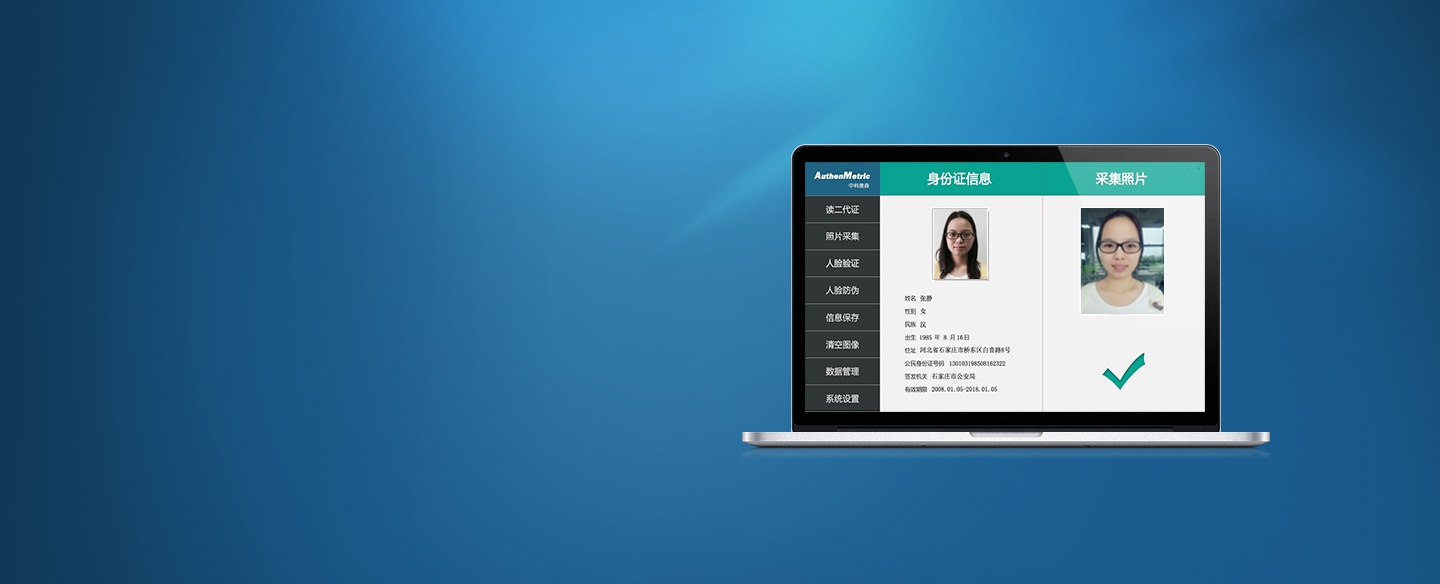 AuthenMetric
中科奥森
读二代证
照片采集
人脸验证
人脸防伪
信息保存
清空图像
数据管理
系统设置
身份证信息
姓名 张静
性别 女
民族 汉
出生 1985 年 8 月16日
住址 河北省石家庄市桥东区白音路8号
公民身份证号码 130103198508162322
签发机关 石家庄市公安局
有效期限 2008.01.05-2018.01.05
采集照片